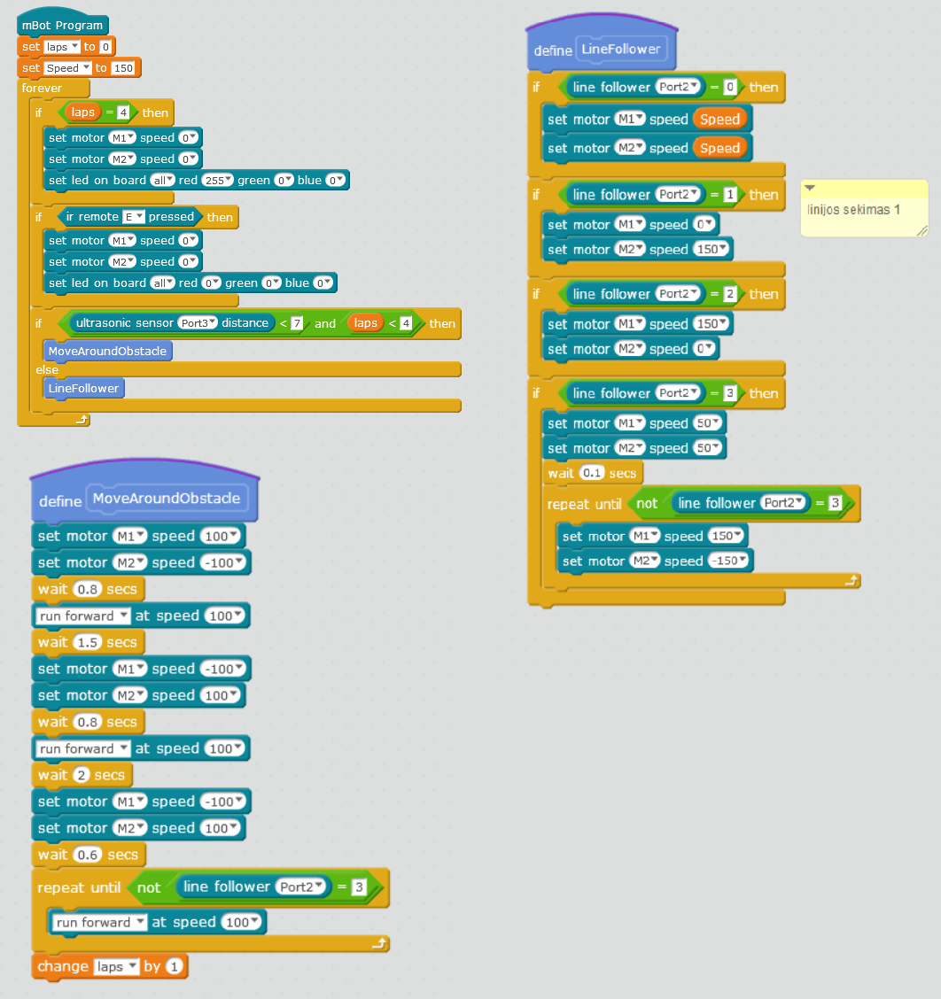 mBot Program
set laps to 0
set Speed to 150
forever
if laps = 4 then
set motor M1 speed 0
set motor M2 speed 0
set led on board all red 255 green 0 blue 0
if ir remote E pressed then
set motor M1 speed 0
set motor M2 speed 0
set led on board all red 0 green 0 blue 0
if ultrasonic sensor Port3 distance < 7 and laps < 4 then
MoveAroundObstacle
else
LineFollower
define MoveAroundObstacle
set motor M1 speed 100
set motor M2 speed -100
wait 0.8 secs
run forward at speed 100
wait 1.5 secs
set motor M1 speed -100
set motor M2 speed 100
wait 0.8 secs
run forward at speed 100
wait 2 secs
set motor M1 speed -100
set motor M2 speed 100
wait 0.6 secs
repeat until not line follower Port2 = 3
run forward at speed 100
change laps by 1
define LineFollower
if line follower Port2 = 0 then
set motor M1 speed Speed
set motor M2 speed Speed
if line follower Port2 = 1 then
set motor M1 speed 0
set motor M2 speed 150
if line follower Port2 = 2 then
set motor M1 speed 150
set motor M2 speed 0
if line follower Port2 = 3 then
set motor M1 speed 50
set motor M2 speed 50
wait 0.1 secs
repeat until not line follower Port2 = 3
set motor M1 speed 150
set motor M2 speed -150
linijos sekimas 1